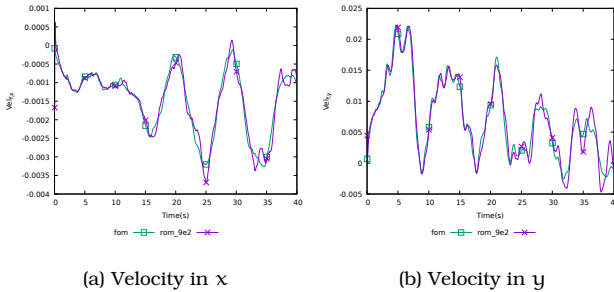 0.001
0.0005
0
-0.0005
-0.001
-0.0015
-0.002
-0.0025
-0.003
-0.0035
-0.004
Vel_x
0 5 10 15 20 25 30 35 40
Time(s)
fom rom_9e2
(a) Velocity in x
0.025
0.02
0.015
0.01
0.005
0
-0.005
Vel_y
0 5 10 15 20 25 30 35 40
Time(s)
fom rom_9e2
(b) Velocity in y